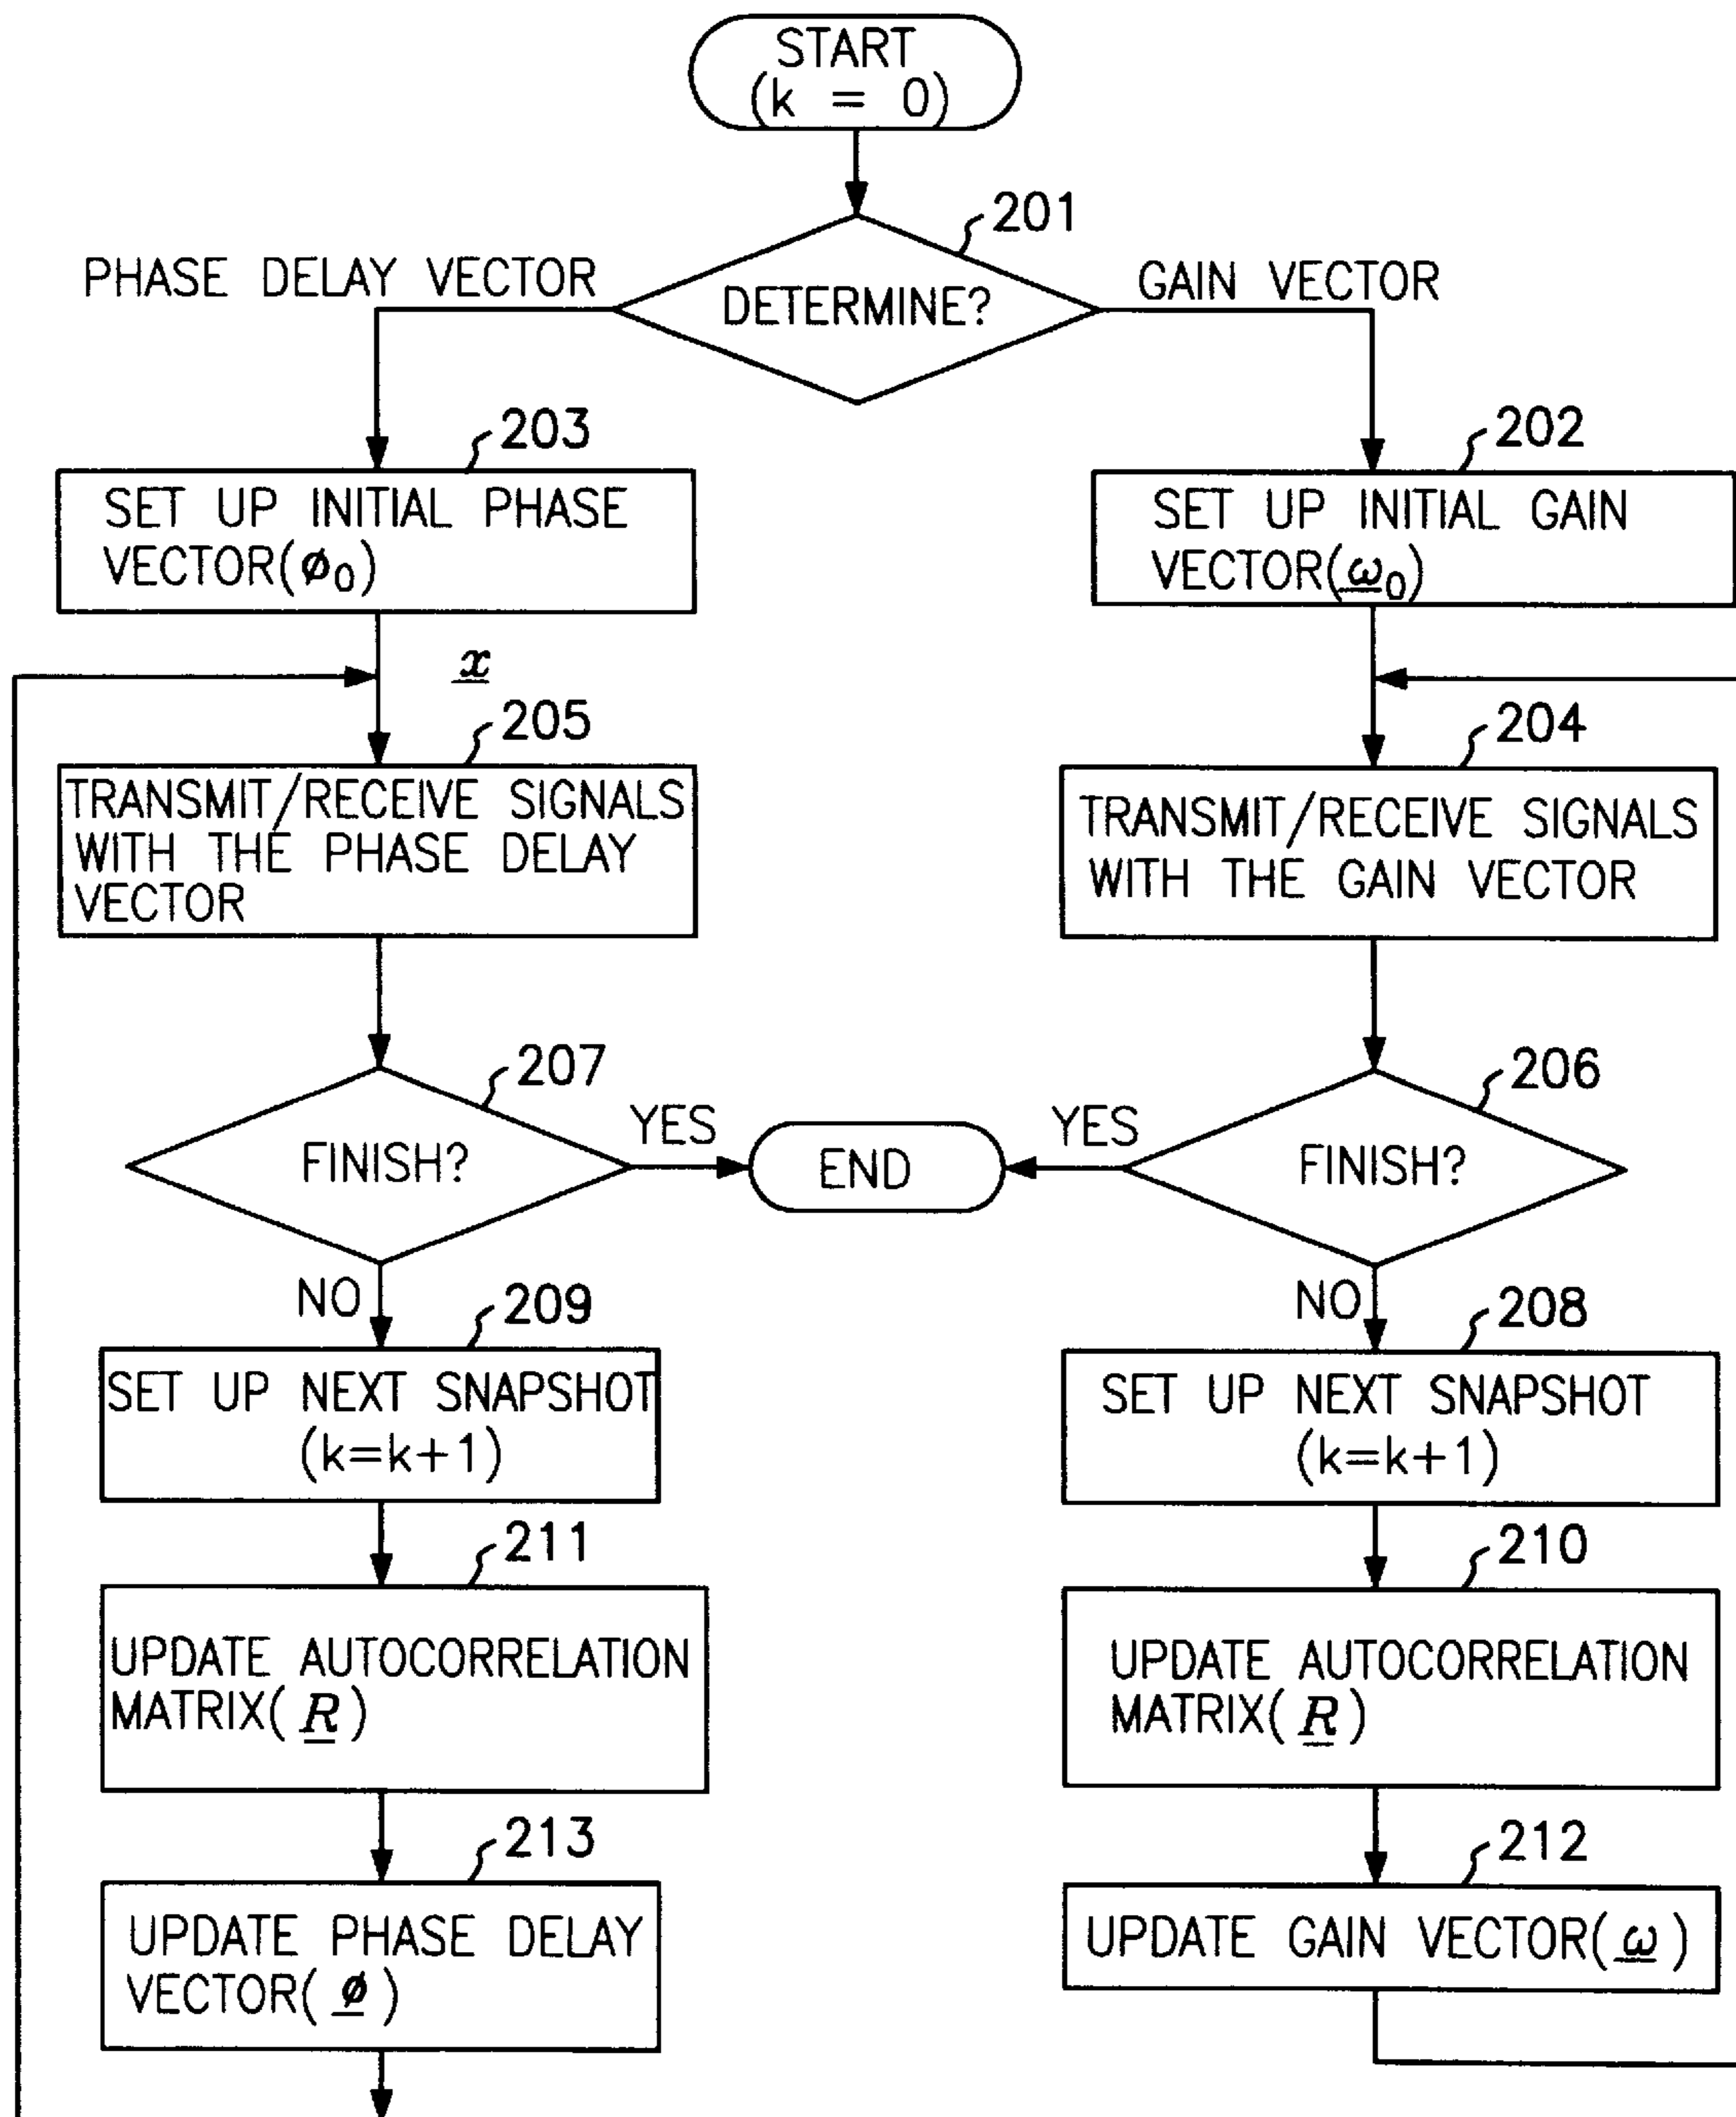 START
(k = 0)
201
PHASE DELAY VECTOR
DETERMINE?
GAIN VECTOR
203
SET UP INITIAL PHASE
VECTOR(ϕ₀)
202
SET UP INITIAL GAIN
VECTOR(ω₀)
x
205
TRANSMIT/RECEIVE SIGNALS
WITH THE PHASE DELAY
VECTOR
204
TRANSMIT/RECEIVE SIGNALS
WITH THE GAIN VECTOR
207
FINISH?
YES
END
YES
206
FINISH?
NO
209
SET UP NEXT SNAPSHOT
(k=k+1)
NO
208
SET UP NEXT SNAPSHOT
(k=k+1)
211
UPDATE AUTOCORRELATION
MATRIX( R )
210
UPDATE AUTOCORRELATION
MATRIX( R )
213
UPDATE PHASE DELAY
VECTOR( ϕ )
212
UPDATE GAIN VECTOR( ω )